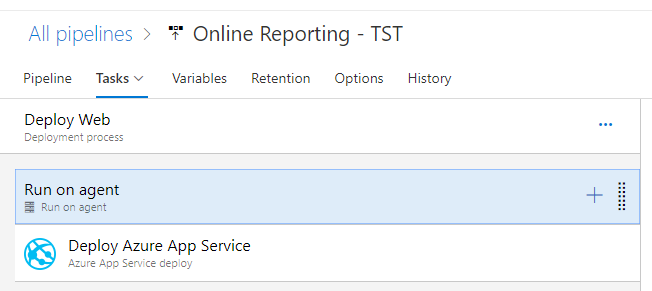 All pipelines > Online Reporting - TST
Pipeline Tasks Variables Retention Options History
Deploy Web
Deployment process
Run on agent
Run on agent
Deploy Azure App Service
Azure App Service deploy